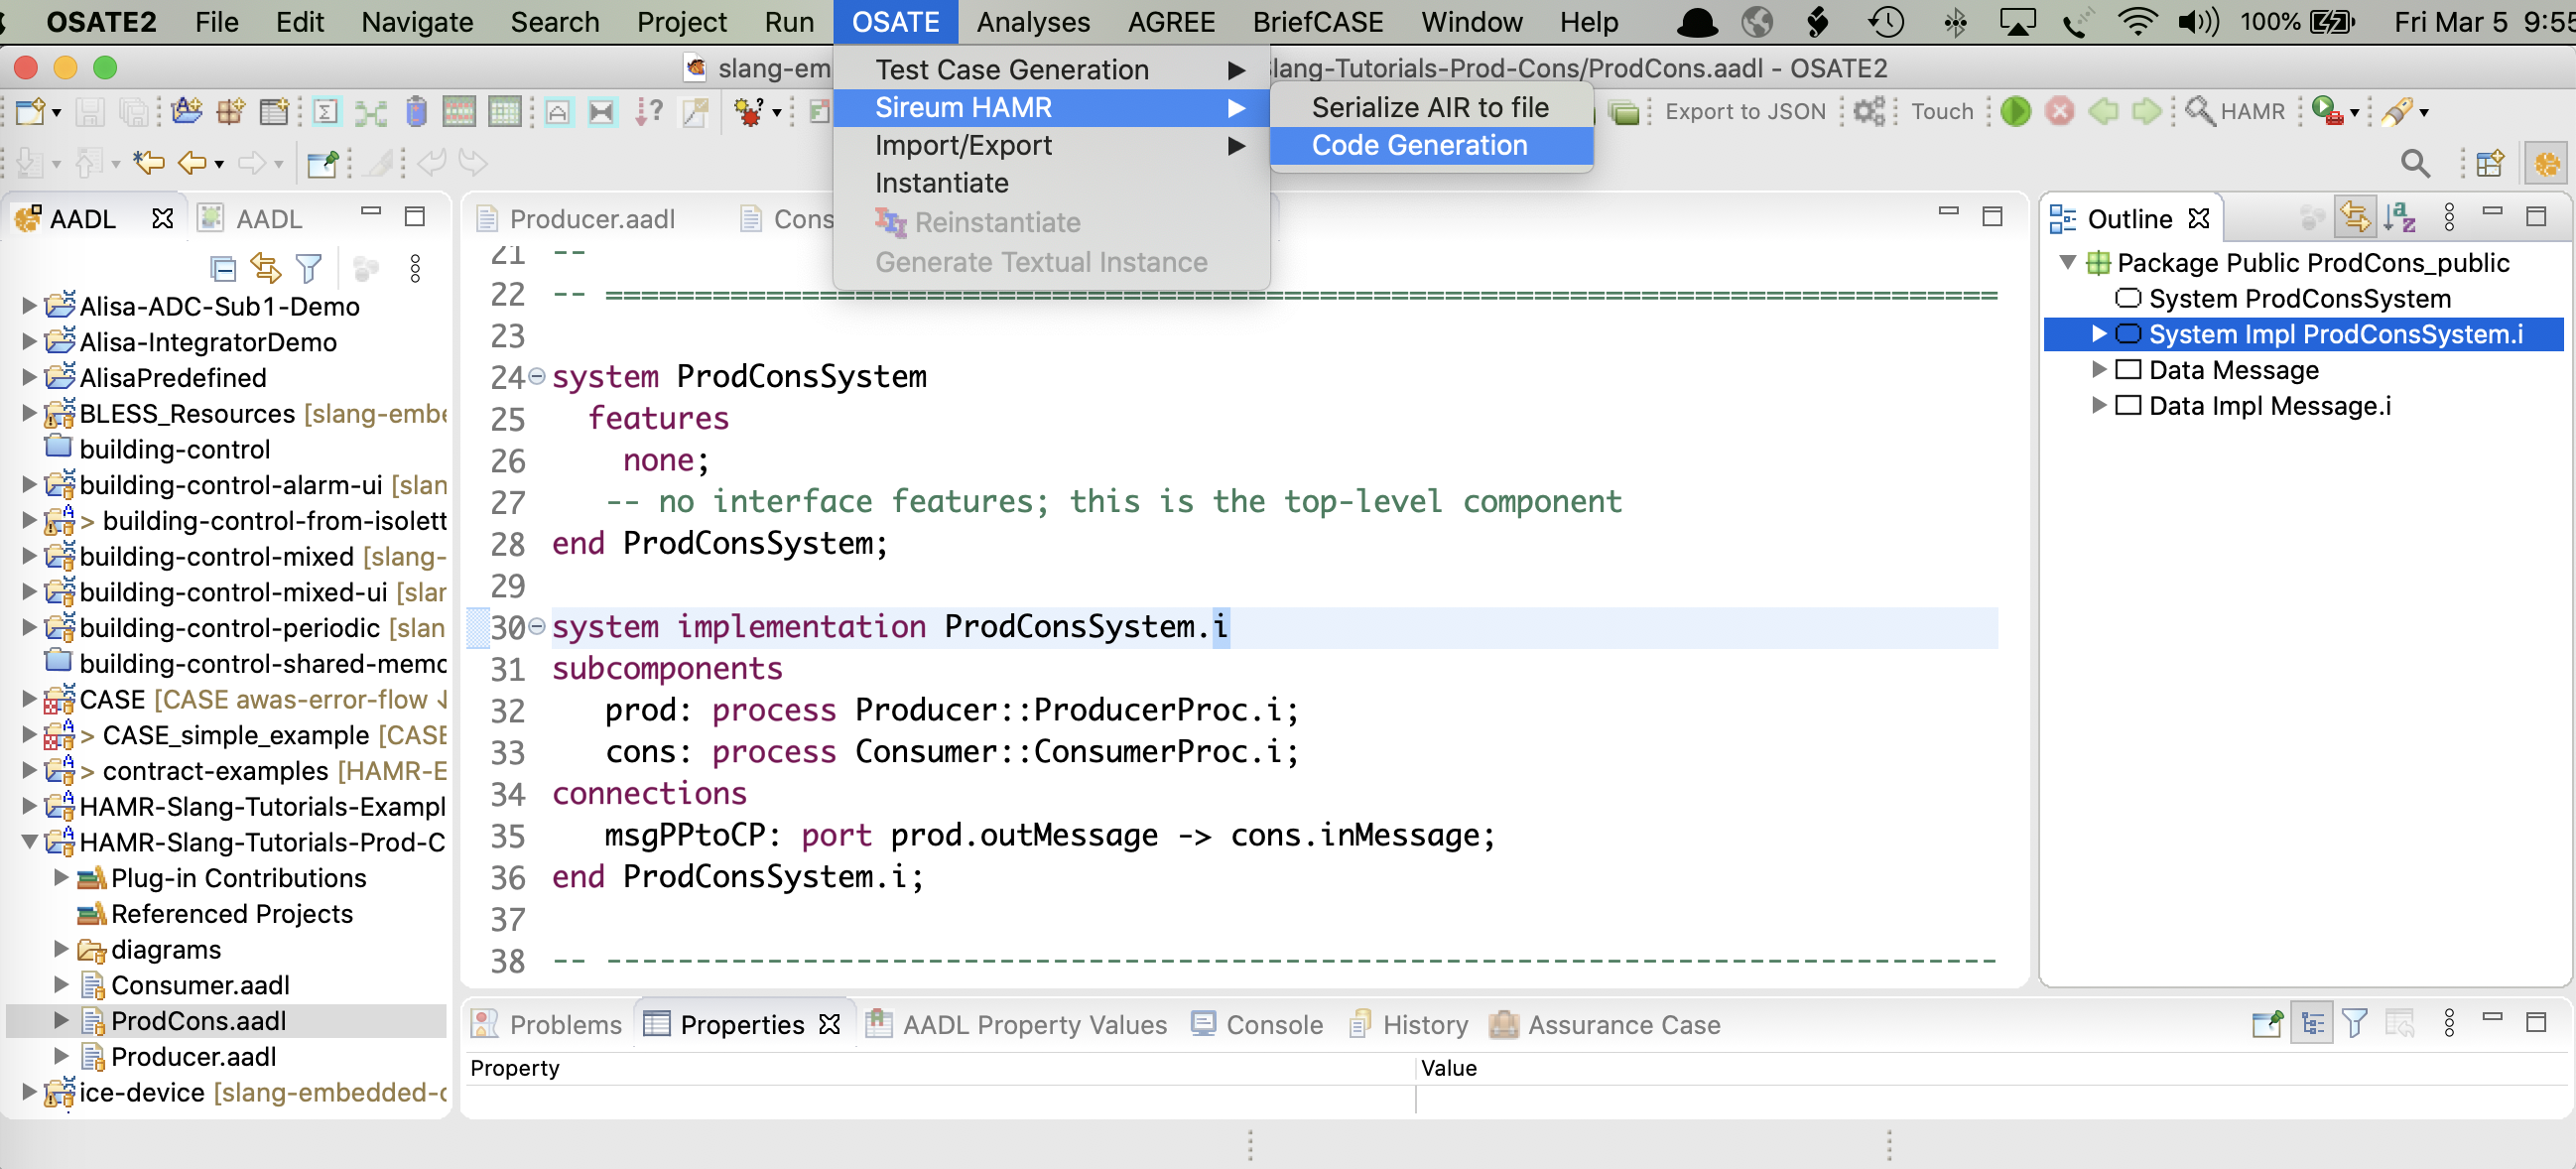 OSATE2 File Edit Navigate Search Project Run OSATE Analyses AGREE BriefCASE Window Help 100% Fri Mar 5 9:55
slang-em
lang-Tutorials-Prod-Cons/ProdCons.aadl - OSATE2
Test Case Generation
Sireum HAMR
Import/Export
Instantiate
Reinstantiate
Generate Textual Instance
Serialize AIR to file
Code Generation
Export to JSON Touch HAMR
AADL AADL
Alisa-ADC-Sub1-Demo
Alisa-IntegratorDemo
AlisaPredefined
BLESS_Resources [slang-embe
building-control
building-control-alarm-ui [slan
> building-control-from-isolett
building-control-mixed [slang-
building-control-mixed-ui [slar
building-control-periodic [slan
building-control-shared-memo
CASE [CASE awas-error-flow ↓
> CASE_simple_example [CASE
> contract-examples [HAMR-E
HAMR-Slang-Tutorials-Exampl
HAMR-Slang-Tutorials-Prod-C
Plug-in Contributions
Referenced Projects
diagrams
Consumer.aadl
ProdCons.aadl
Producer.aadl
ice-device [slang-embedded-c
Producer.aadl Cons
21 --
22 -- ==============================================================================
23
24 system ProdConsSystem
25 features
26 none;
27 -- no interface features; this is the top-level component
28 end ProdConsSystem;
29
30 system implementation ProdConsSystem.i
31 subcomponents
32 prod: process Producer::ProducerProc.i;
33 cons: process Consumer::ConsumerProc.i;
34 connections
35 msgPPtoCP: port prod.outMessage -> cons.inMessage;
36 end ProdConsSystem.i;
37
38 -- ------------------------------------------------------------------------------
Outline
Package Public ProdCons_public
System ProdConsSystem
System Impl ProdConsSystem.i
Data Message
Data Impl Message.i
Problems Properties AADL Property Values Console History Assurance Case
Property Value